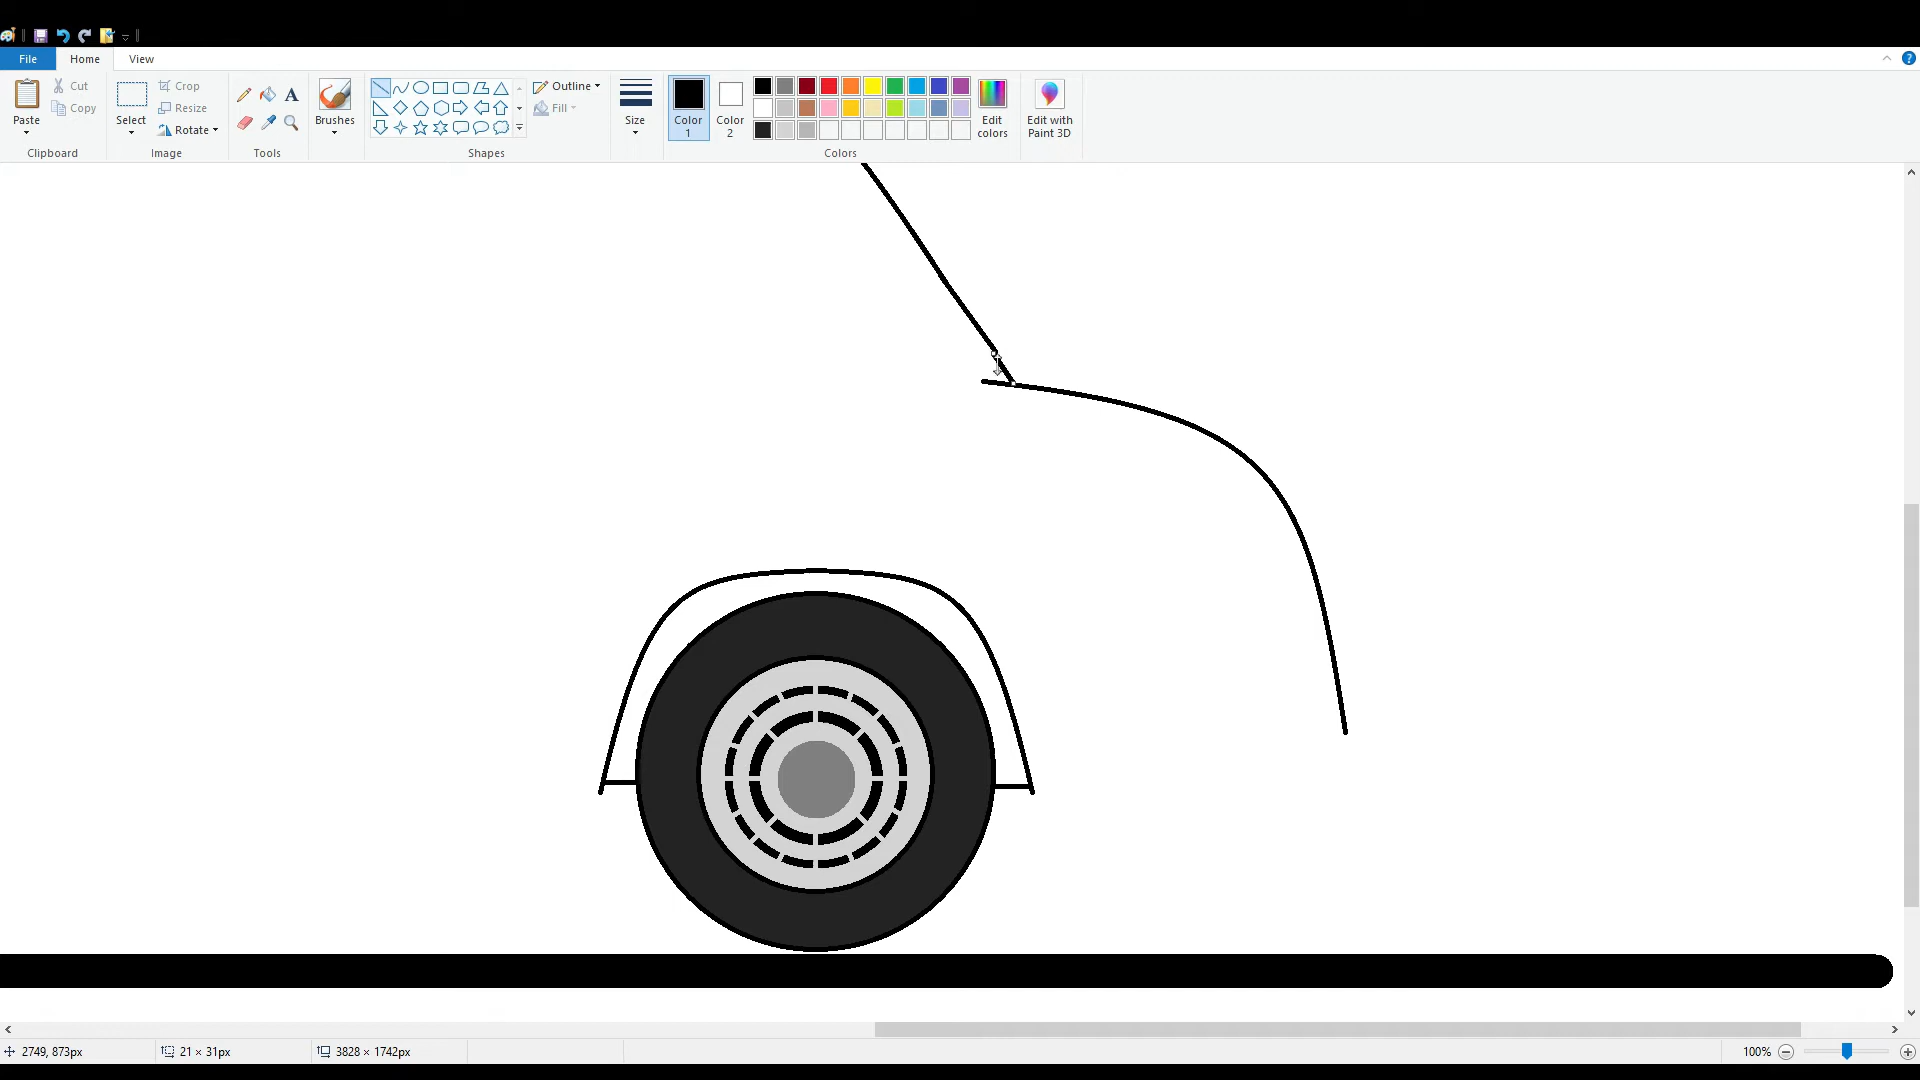 File Home View
Paste
Cut
Copy
Clipboard
Select
Crop
Resize
Rotate
Image
A
Tools
Brushes
Shapes
Outline
Fill
Size
Color
1
Color
2
Colors
Edit
colors
Edit with
Paint 3D
?
2749, 873px 21 × 31px 3828 × 1742px 100%